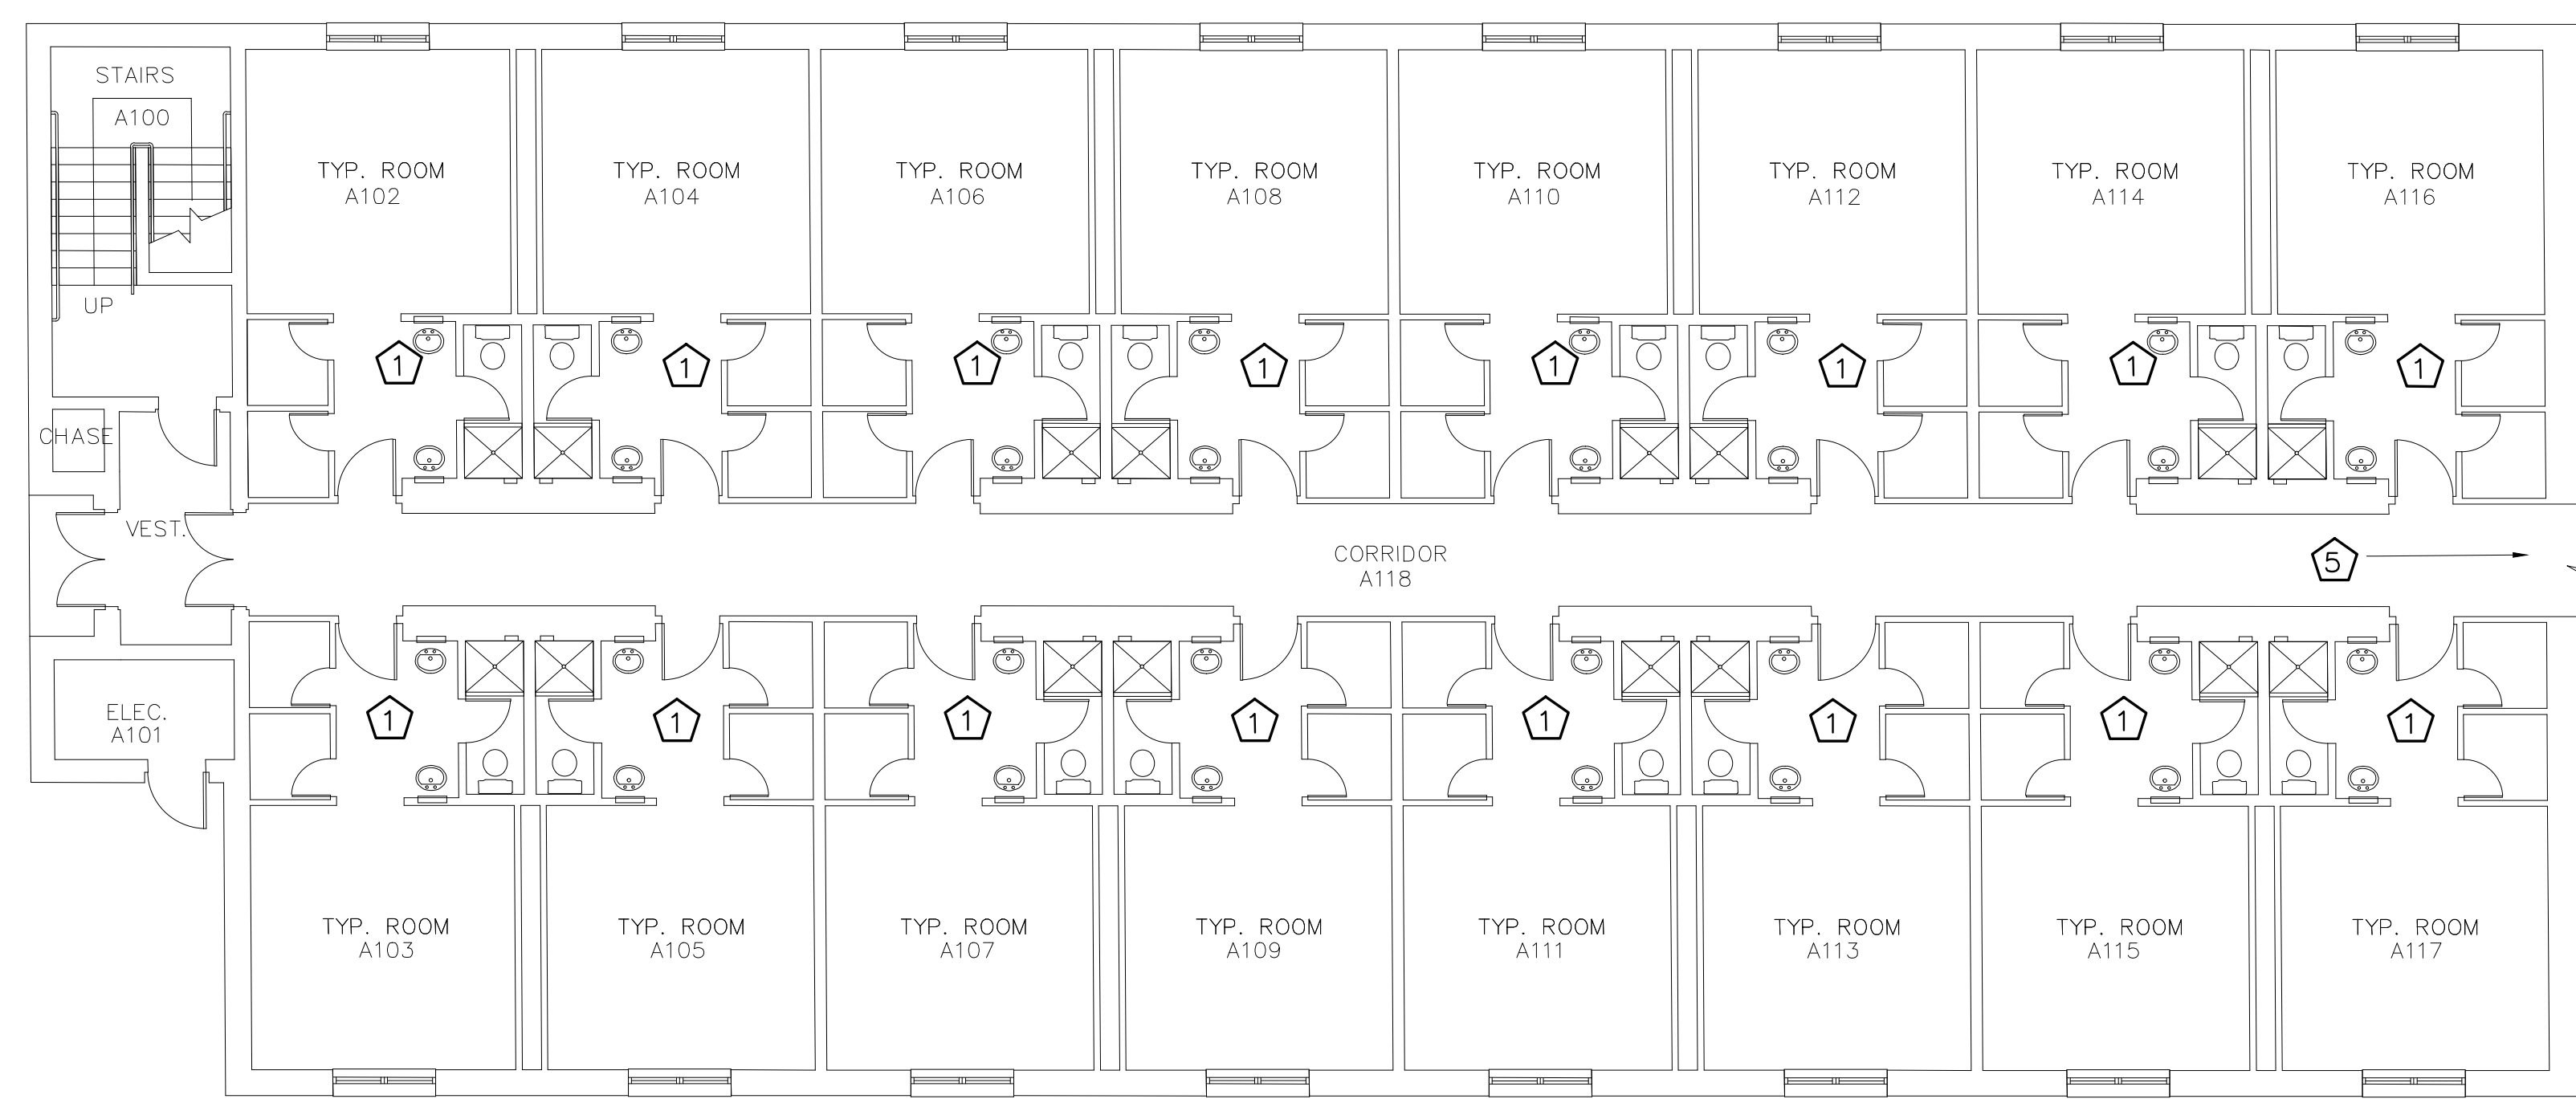 STAIRS
A100
UP
CHASE
VEST.
ELEC.
A101
TYP. ROOM
A102
TYP. ROOM
A104
TYP. ROOM
A106
TYP. ROOM
A108
TYP. ROOM
A110
TYP. ROOM
A112
TYP. ROOM
A114
TYP. ROOM
A116
1
1
1
1
1
1
1
1
CORRIDOR
A118
5
1
1
1
1
1
1
1
1
TYP. ROOM
A103
TYP. ROOM
A105
TYP. ROOM
A107
TYP. ROOM
A109
TYP. ROOM
A111
TYP. ROOM
A113
TYP. ROOM
A115
TYP. ROOM
A117